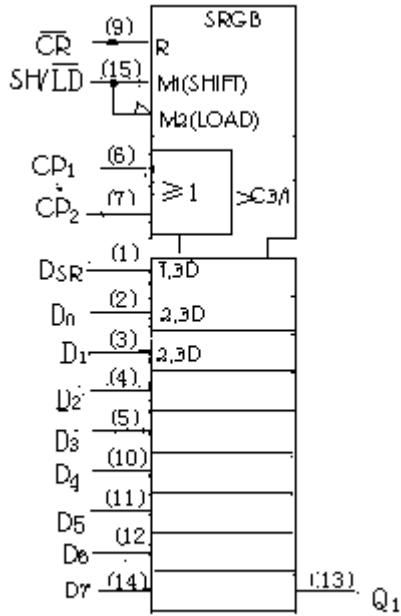 SRGB
C̅R̅ (9) R
SH/L̅D̅ (15) M1(SHIFT)
M2(LOAD)
CP₁ (6)
≥1 >C3/1
CP₂ (7)
DSR (1) 1,3D
D0 (2) 2,3D
D1 (3) 2,3D
D2 (4)
D3 (5)
D4 (10)
D5 (11)
D6 (12
D7 (14) (13) Q1